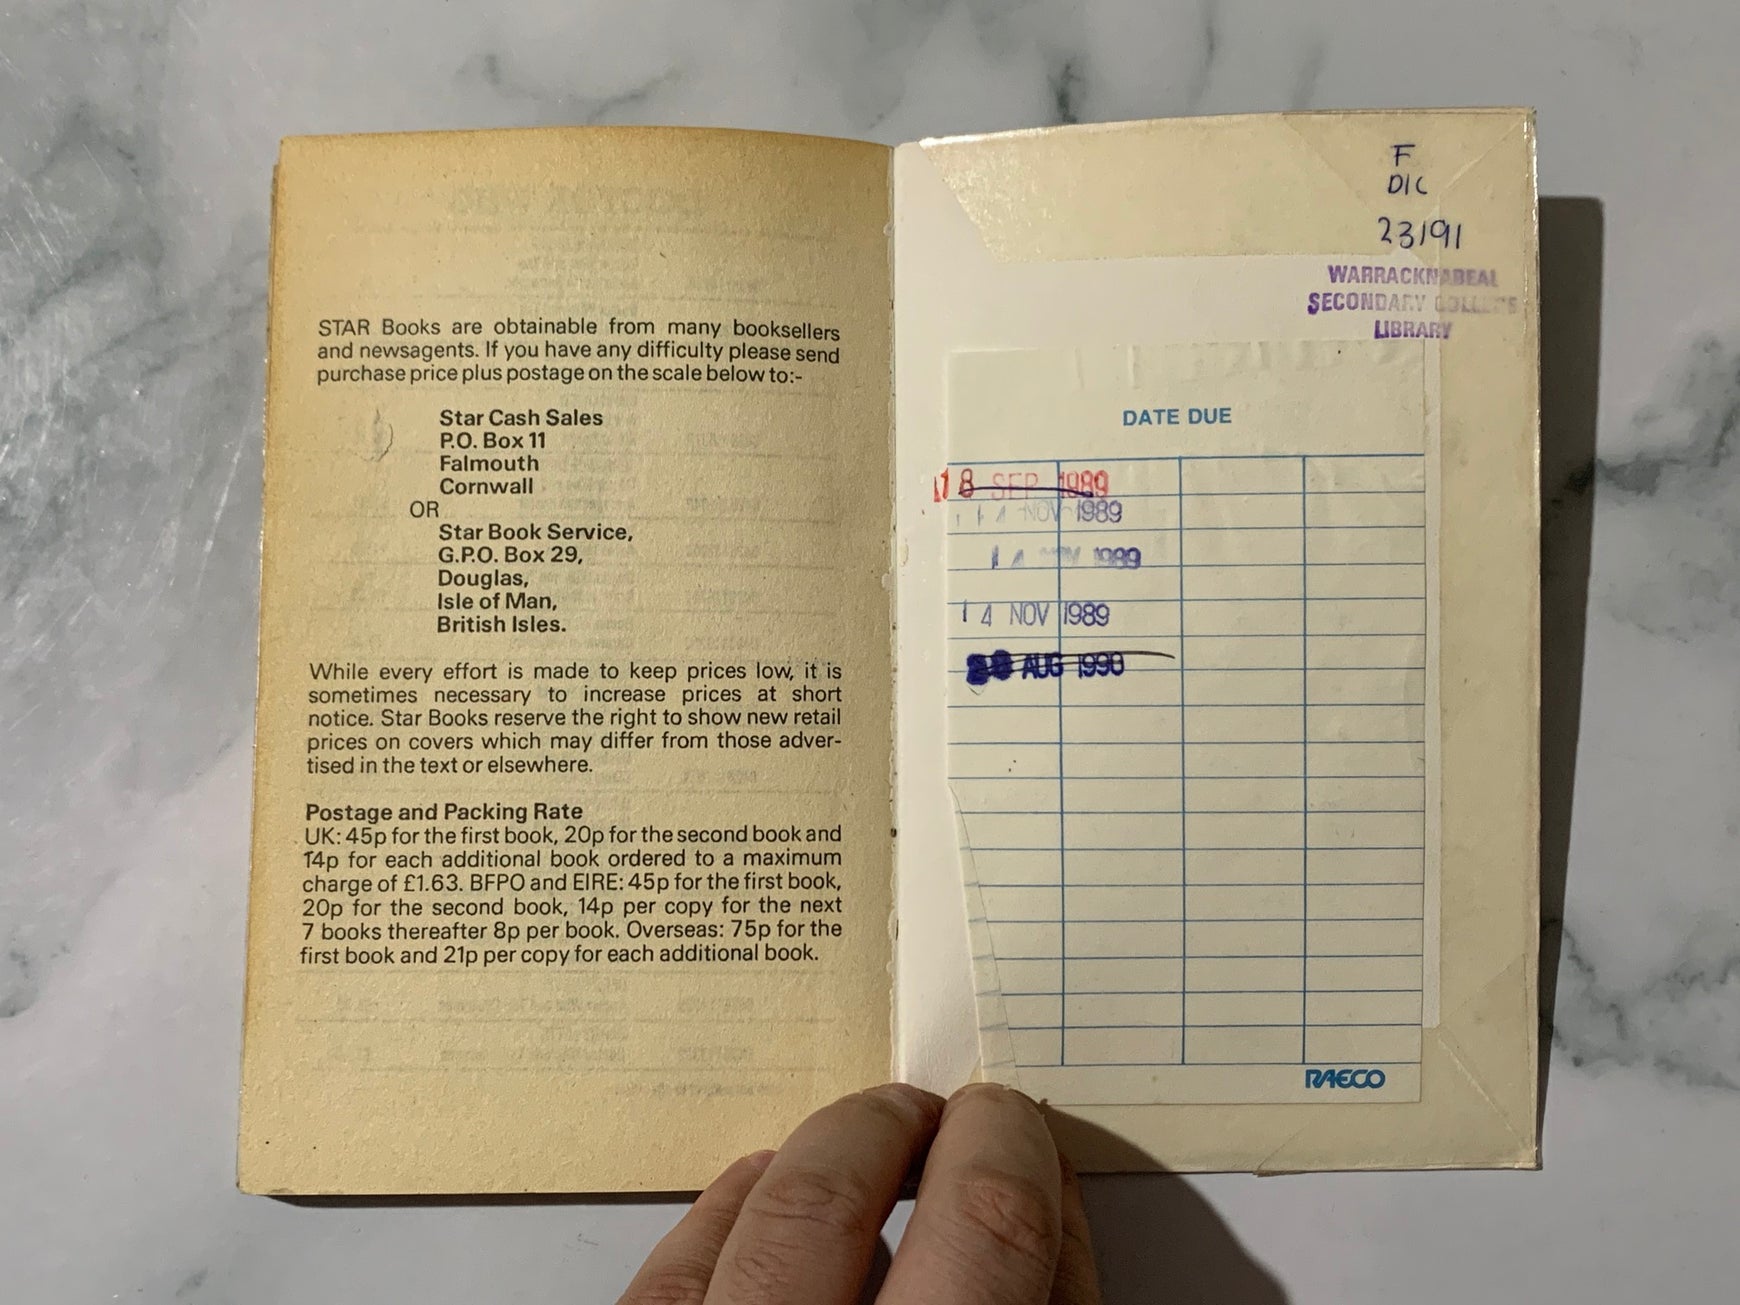 STAR Books are obtainable from many booksellers
and newsagents. If you have any difficulty please send
purchase price plus postage on the scale below to:-
Star Cash Sales
P.O. Box 11
Falmouth
Cornwall
OR
Star Book Service,
G.P.O. Box 29,
Douglas,
Isle of Man,
British Isles.
While every effort is made to keep prices low, it is
sometimes necessary to increase prices at short
notice. Star Books reserve the right to show new retail
prices on covers which may differ from those adver-
tised in the text or elsewhere.
Postage and Packing Rate
UK: 45p for the first book, 20p for the second book and
14p for each additional book ordered to a maximum
charge of £1.63. BFPO and EIRE: 45p for the first book,
20p for the second book, 14p per copy for the next
7 books thereafter 8p per book. Overseas: 75p for the
first book and 21p per copy for each additional book.
F
DIC
23191
WARRACKNABEAL
SECONDARY COLLEGE
LIBRARY
DATE DUE
18 SEP 1989
14 NOV 1989
14 NOV 1989
14 NOV 1989
AUG 1990
RAECO